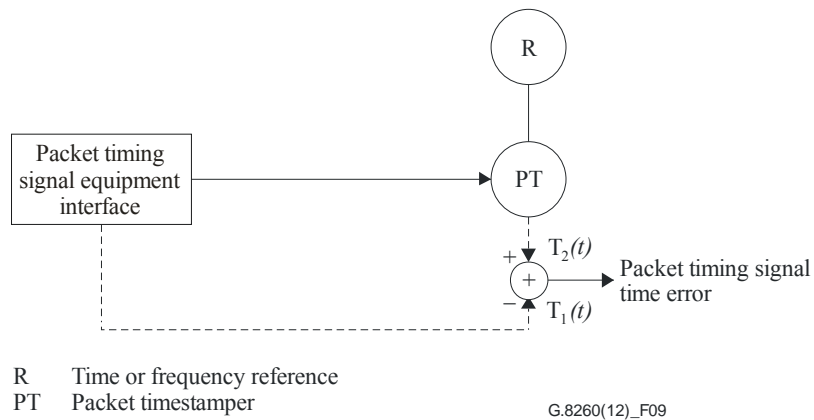 R
Packet timing
signal equipment
interface
PT
+ T₂(t)
+
Packet timing signal
time error
– T₁(t)
R Time or frequency reference
PT Packet timestamper
G.8260(12)_F09